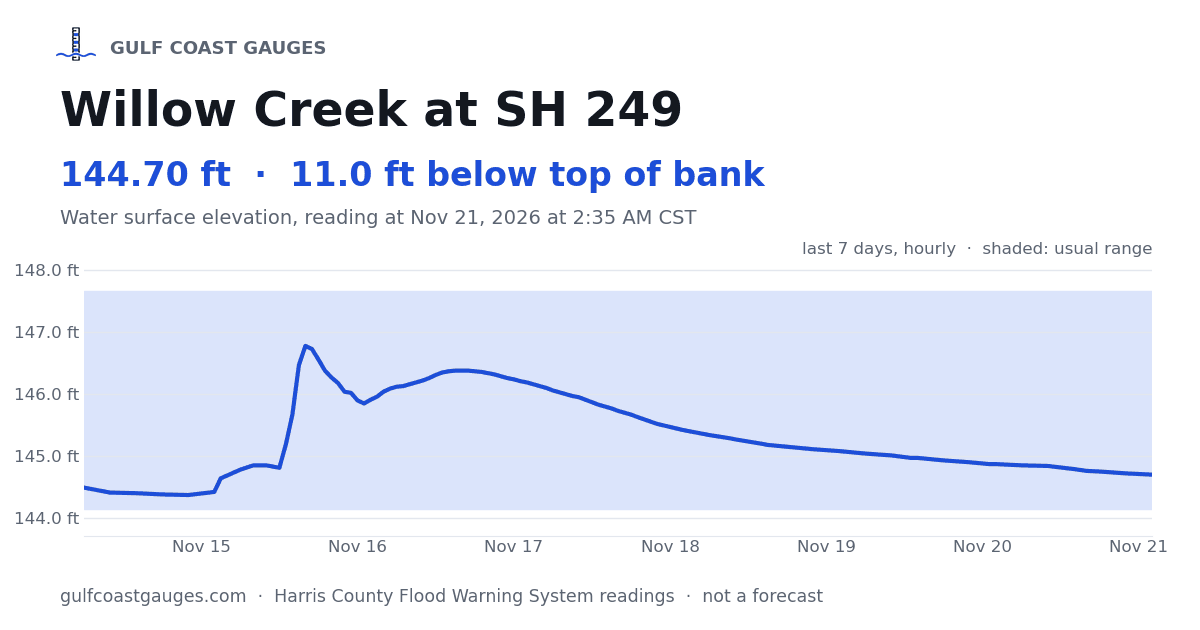 GULF COAST GAUGES
Willow Creek at SH 249
144.70 ft · 11.0 ft below top of bank
Water surface elevation, reading at Nov 21, 2026 at 2:35 AM CST
last 7 days, hourly · shaded: usual range
148.0 ft
147.0 ft
146.0 ft
145.0 ft
144.0 ft
Nov 15 Nov 16 Nov 17 Nov 18 Nov 19 Nov 20 Nov 21
gulfcoastgauges.com · Harris County Flood Warning System readings · not a forecast